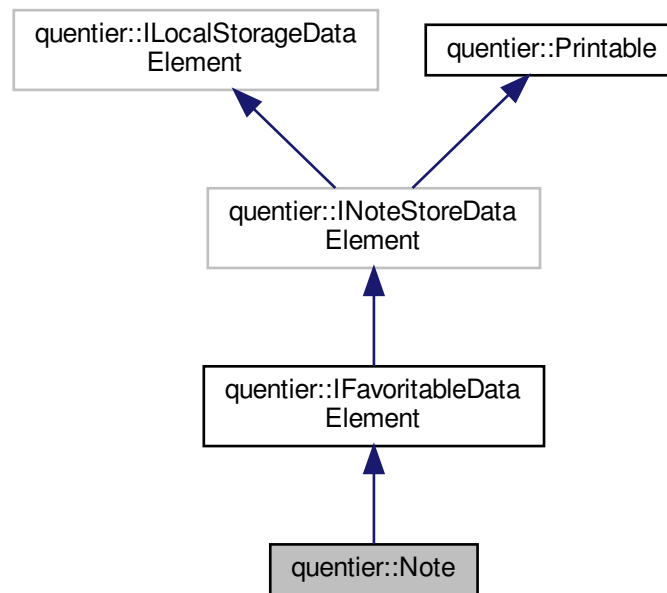 quentier::ILocalStorageData
Element
quentier::Printable
quentier::INoteStoreData
Element
quentier::IFavoritableData
Element
quentier::Note